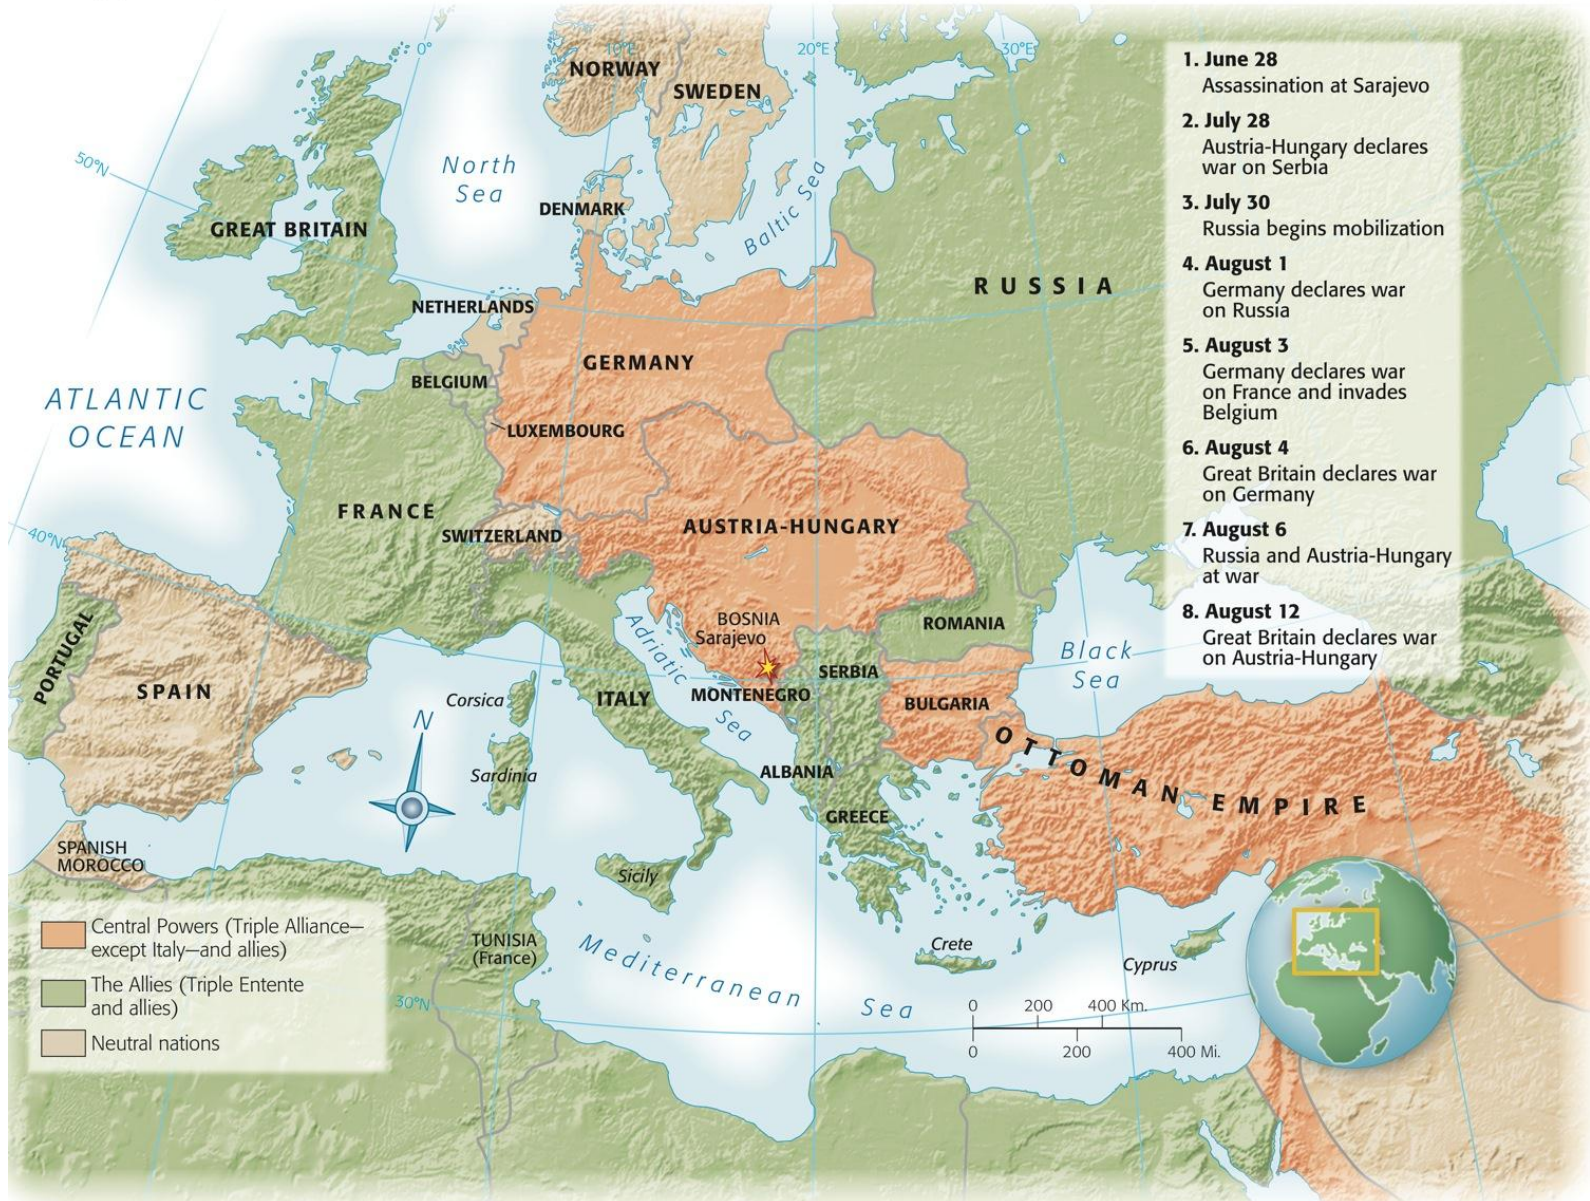 0°
10°E
20°E
30°E
NORWAY
SWEDEN
50°N
North
Sea
Baltic Sea
DENMARK
GREAT BRITAIN
RUSSIA
NETHERLANDS
GERMANY
BELGIUM
ATLANTIC
OCEAN
LUXEMBOURG
FRANCE
AUSTRIA-HUNGARY
SWITZERLAND
40°N
PORTUGAL
SPAIN
BOSNIA
Sarajevo
ROMANIA
Adriatic
Sea
SERBIA
Black
Sea
Corsica
ITALY
MONTENEGRO
BULGARIA
N
OTTOMAN EMPIRE
Sardinia
ALBANIA
GREECE
SPANISH
MOROCCO
Sicily
TUNISIA
(France)
Mediterranean Sea
Crete
Cyprus
30°N
0 200 400 Km.
0 200 400 Mi.
1. June 28
Assassination at Sarajevo
2. July 28
Austria-Hungary declares
war on Serbia
3. July 30
Russia begins mobilization
4. August 1
Germany declares war
on Russia
5. August 3
Germany declares war
on France and invades
Belgium
6. August 4
Great Britain declares war
on Germany
7. August 6
Russia and Austria-Hungary
at war
8. August 12
Great Britain declares war
on Austria-Hungary
Central Powers (Triple Alliance—
except Italy—and allies)
The Allies (Triple Entente
and allies)
Neutral nations